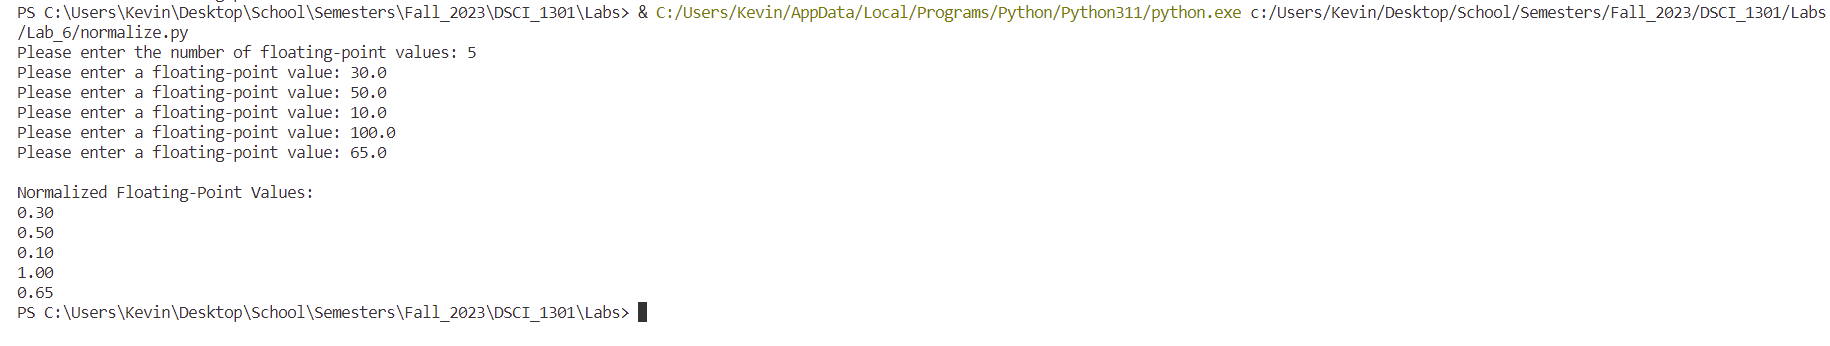 PS C:\Users\Kevin\Desktop\School\Semesters\Fall_2023\DSCI_1301\Labs> & C:/Users/Kevin/AppData/Local/Programs/Python/Python311/python.exe c:/Users/Kevin/Desktop/School/Semesters/Fall_2023/DSCI_1301/Labs
/Lab_6/normalize.py
Please enter the number of floating-point values: 5
Please enter a floating-point value: 30.0
Please enter a floating-point value: 50.0
Please enter a floating-point value: 10.0
Please enter a floating-point value: 100.0
Please enter a floating-point value: 65.0
Normalized Floating-Point Values:
0.30
0.50
0.10
1.00
0.65
PS C:\Users\Kevin\Desktop\School\Semesters\Fall_2023\DSCI_1301\Labs>